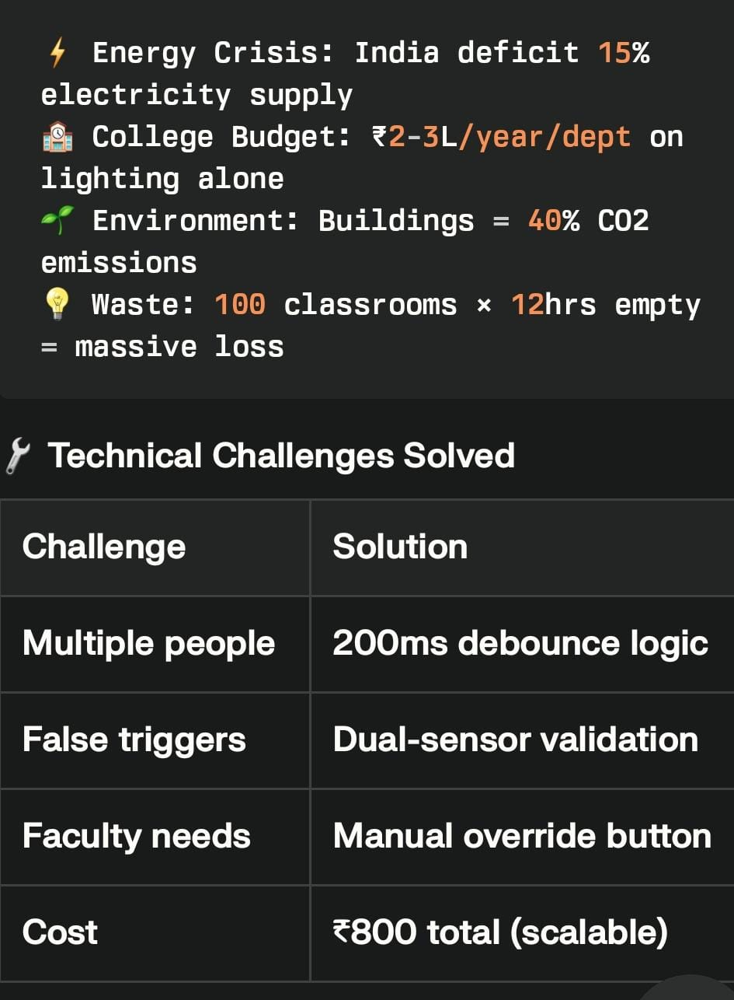 ⚡ Energy Crisis: India deficit 15%
electricity supply
🏫 College Budget: ₹2-3L/year/dept on
lighting alone
🌱 Environment: Buildings = 40% CO2
emissions
💡 Waste: 100 classrooms × 12hrs empty
= massive loss
🔧 Technical Challenges Solved
Challenge Solution
Multiple people 200ms debounce logic
False triggers Dual-sensor validation
Faculty needs Manual override button
Cost ₹800 total (scalable)